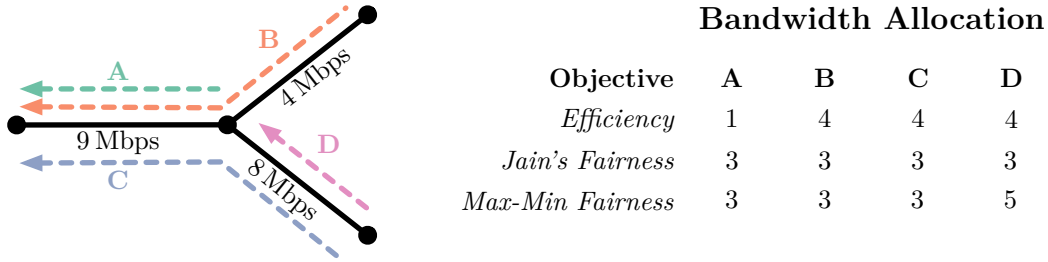 B
A
4 Mbps
9 Mbps
D
C
8 Mbps
Bandwidth Allocation
Objective A B C D
Efficiency 1 4 4 4
Jain's Fairness 3 3 3 3
Max-Min Fairness 3 3 3 5